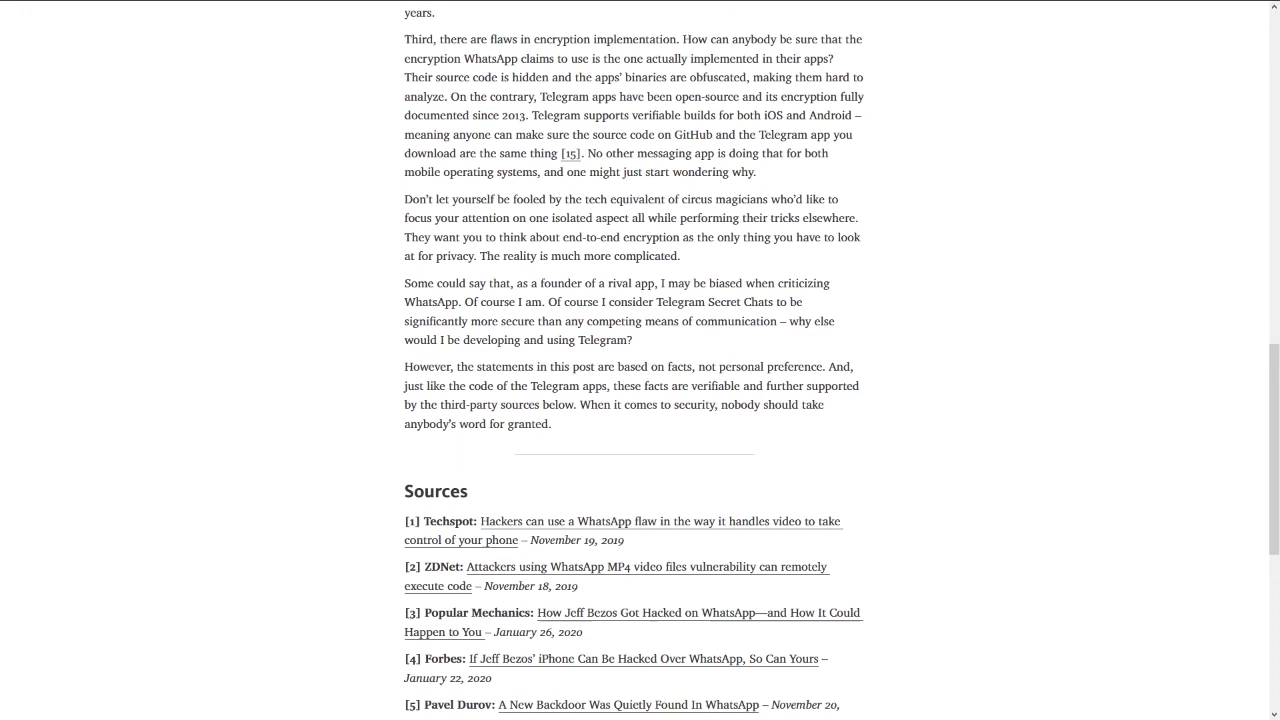 years.
Third, there are flaws in encryption implementation. How can anybody be sure that the
encryption WhatsApp claims to use is the one actually implemented in their apps?
Their source code is hidden and the apps’ binaries are obfuscated, making them hard to
analyze. On the contrary, Telegram apps have been open-source and its encryption fully
documented since 2013. Telegram supports verifiable builds for both iOS and Android –
meaning anyone can make sure the source code on GitHub and the Telegram app you
download are the same thing [15]. No other messaging app is doing that for both
mobile operating systems, and one might just start wondering why.
Don’t let yourself be fooled by the tech equivalent of circus magicians who’d like to
focus your attention on one isolated aspect all while performing their tricks elsewhere.
They want you to think about end-to-end encryption as the only thing you have to look
at for privacy. The reality is much more complicated.
Some could say that, as a founder of a rival app, I may be biased when criticizing
WhatsApp. Of course I am. Of course I consider Telegram Secret Chats to be
significantly more secure than any competing means of communication – why else
would I be developing and using Telegram?
However, the statements in this post are based on facts, not personal preference. And,
just like the code of the Telegram apps, these facts are verifiable and further supported
by the third-party sources below. When it comes to security, nobody should take
anybody’s word for granted.
Sources
[1] Techspot: Hackers can use a WhatsApp flaw in the way it handles video to take
control of your phone – November 19, 2019
[2] ZDNet: Attackers using WhatsApp MP4 video files vulnerability can remotely
execute code – November 18, 2019
[3] Popular Mechanics: How Jeff Bezos Got Hacked on WhatsApp—and How It Could
Happen to You – January 26, 2020
[4] Forbes: If Jeff Bezos’ iPhone Can Be Hacked Over WhatsApp, So Can Yours –
January 22, 2020
[5] Pavel Durov: A New Backdoor Was Quietly Found In WhatsApp – November 20,